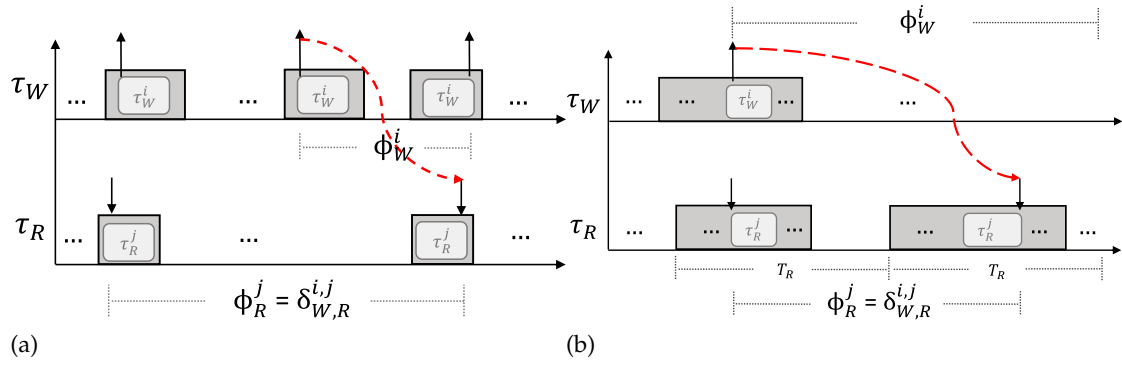 τ_W ... τ_W^i ... τ_W^i τ_W^i ...
ϕ_W^i
τ_R ... τ_R^j ... τ_R^j ...
ϕ_R^j = δ_{W,R}^{i,j}
(a)
ϕ_W^i
τ_W ... ... τ_W^i ... ...
τ_R ... ... τ_R^j ... ... τ_R^j ... ...
T_R T_R
ϕ_R^j = δ_{W,R}^{i,j}
(b)